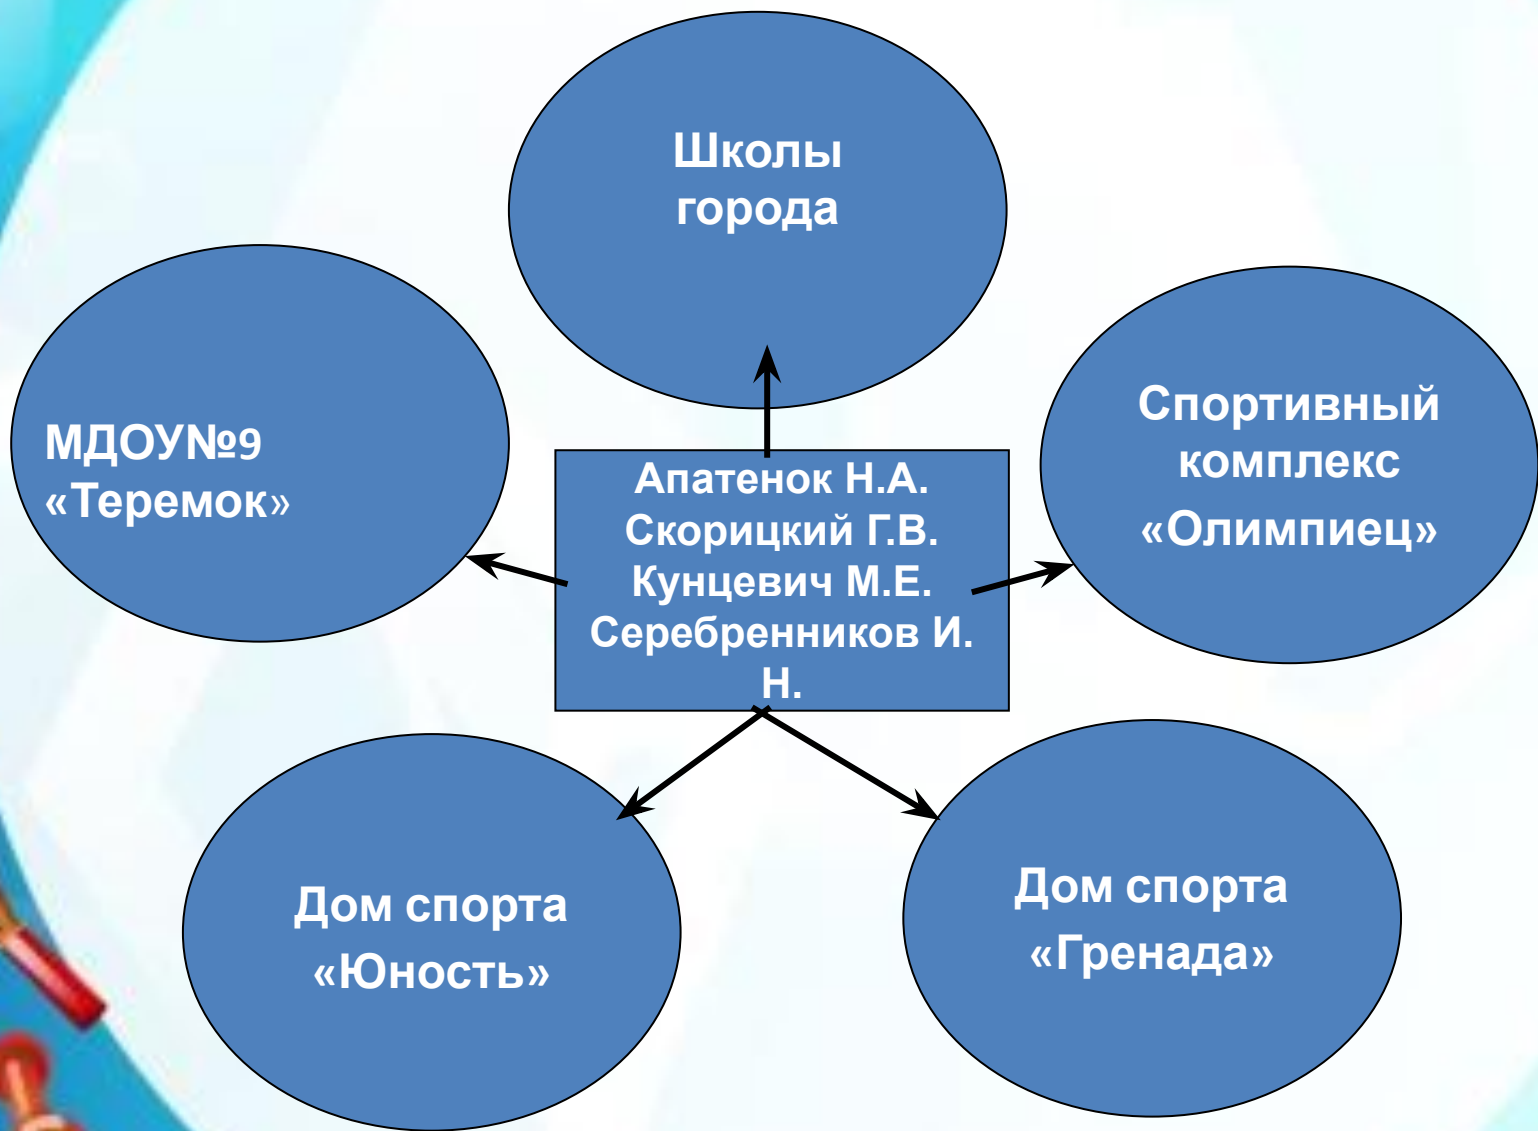 Школы
города
МДОУ№9
«Теремок»
Спортивный
комплекс
«Олимпиец»
Апатенок Н.А.
Скорицкий Г.В.
Кунцевич М.Е.
Серебренников И.
Н.
Дом спорта
«Юность»
Дом спорта
«Гренада»